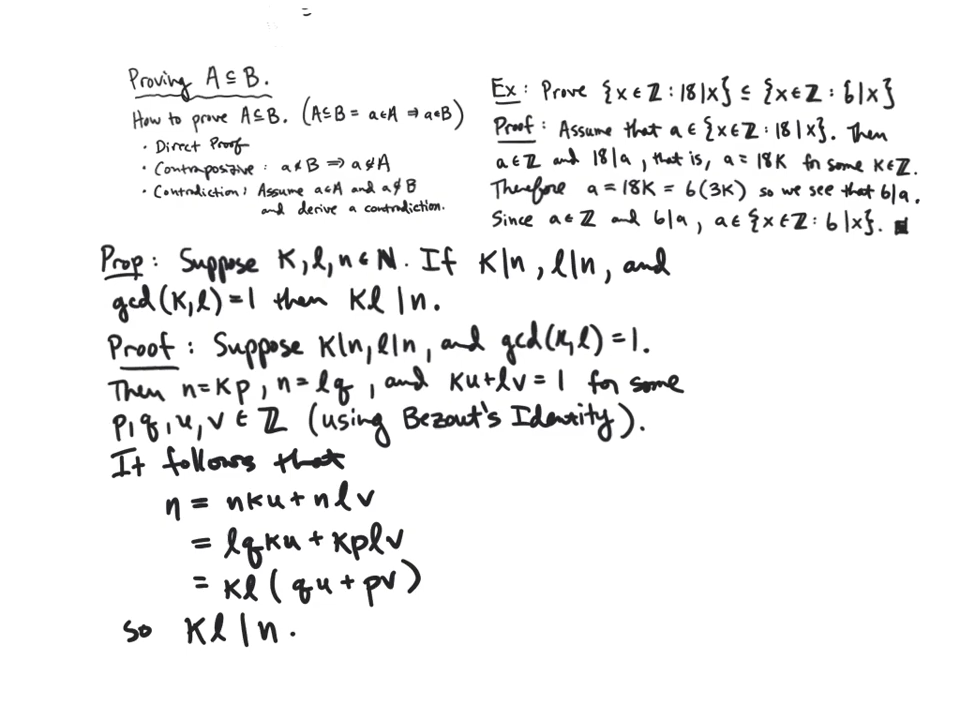 =
Proving A ⊆ B.
How to prove A ⊆ B. (A ⊆ B = a ∈ A ⇒ a ∈ B)
• Direct Proof
• Contrapositive : a ∉ B ⇒ a ∉ A
• Contradiction : Assume a ∈ A and a ∉ B
and derive a contradiction.
Ex : Prove {x ∈ ℤ : 18|x} ⊆ {x ∈ ℤ : 6|x}
Proof : Assume that a ∈ {x ∈ ℤ : 18|x}. Then
a ∈ ℤ and 18|a, that is, a = 18K for some K ∈ ℤ.
Therefore a = 18K = 6(3K) so we see that 6|a.
Since a ∈ ℤ and 6|a, a ∈ {x ∈ ℤ : 6|x}. ■
Prop : Suppose K, l, n ∈ ℕ. If K|n, l|n, and
gcd(K, l) = 1 then Kl | n.
Proof : Suppose K|n, l|n, and gcd(K, l) = 1.
Then n = Kp, n = lq, and Ku + lv = 1 for some
p, q, u, v ∈ ℤ (using Bezout's Identity).
It follows that
n = nKu + nlv
= lqKu + Kplv
= Kl (qu + pv)
so Kl | n.